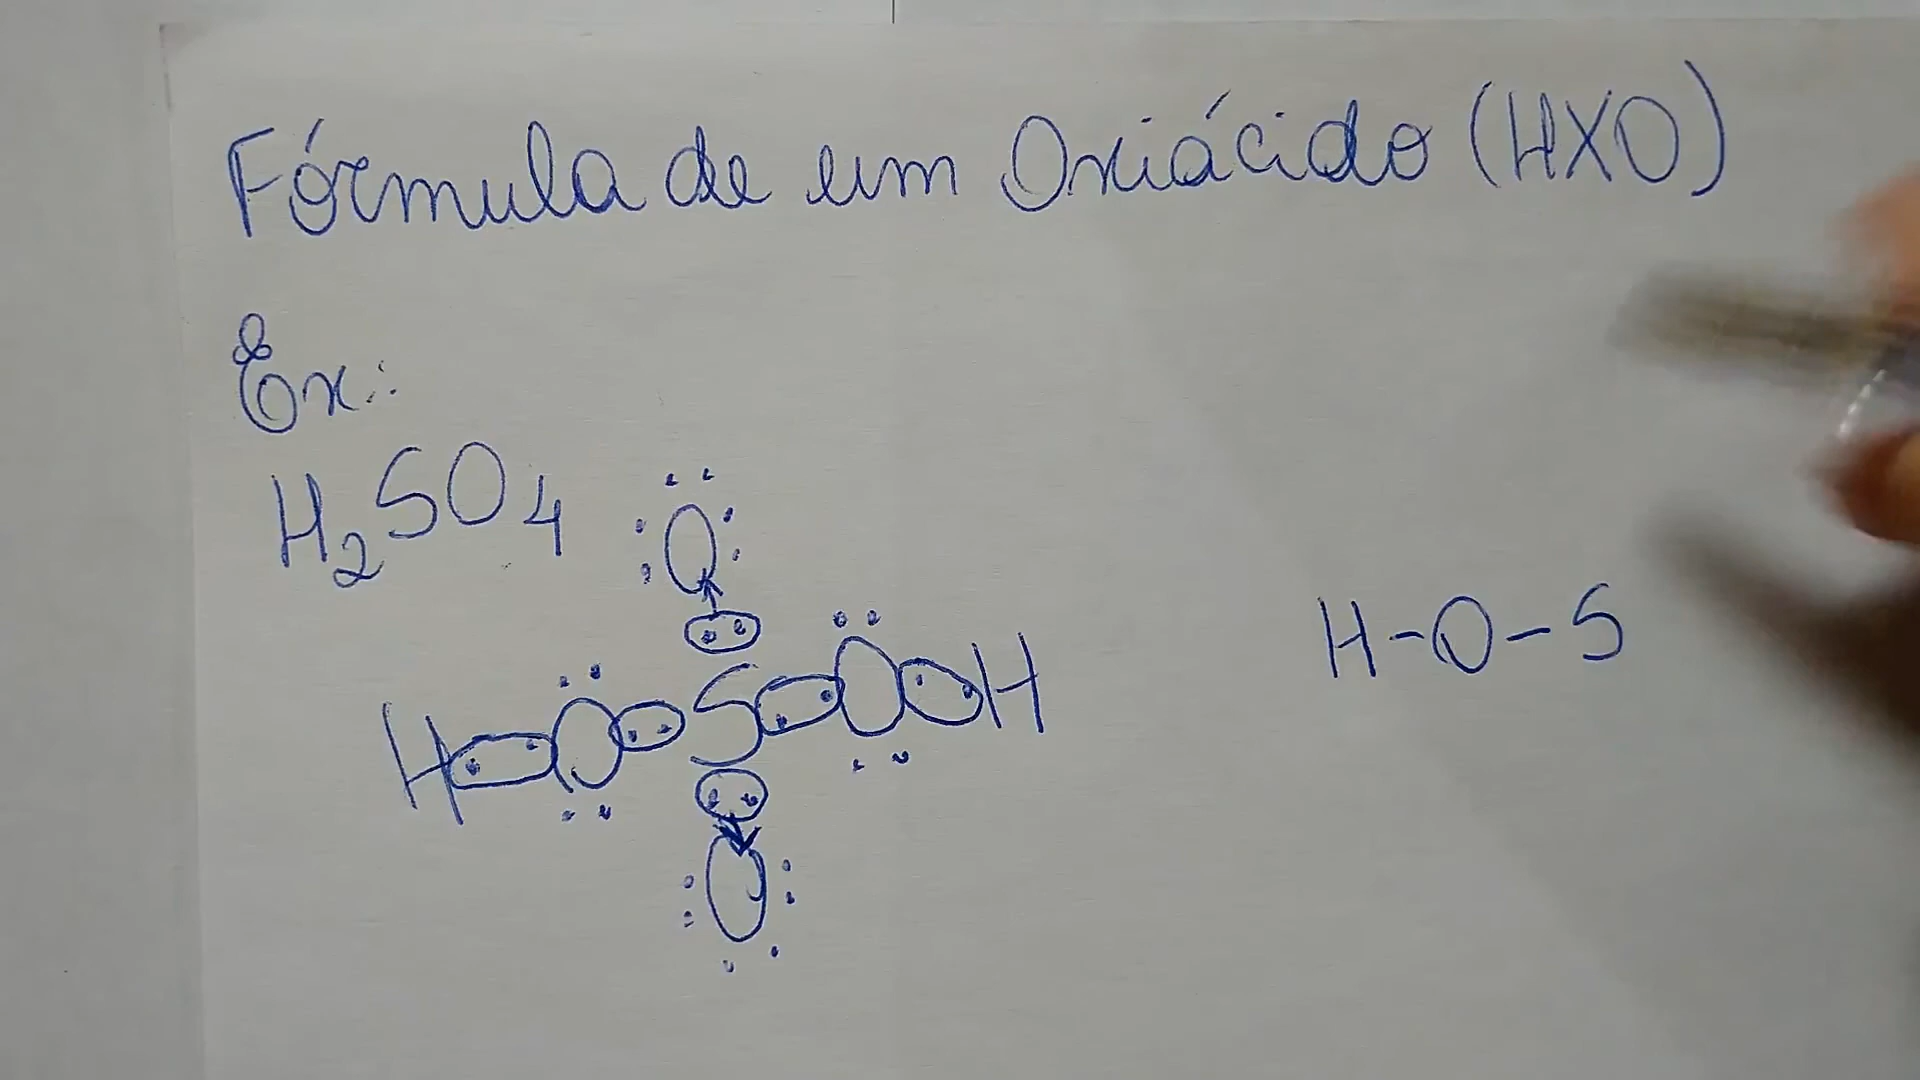 Fórmula de um Oxiácido (HXO)
Ex:
H₂SO₄
O
H O S O H
O
H-O-S